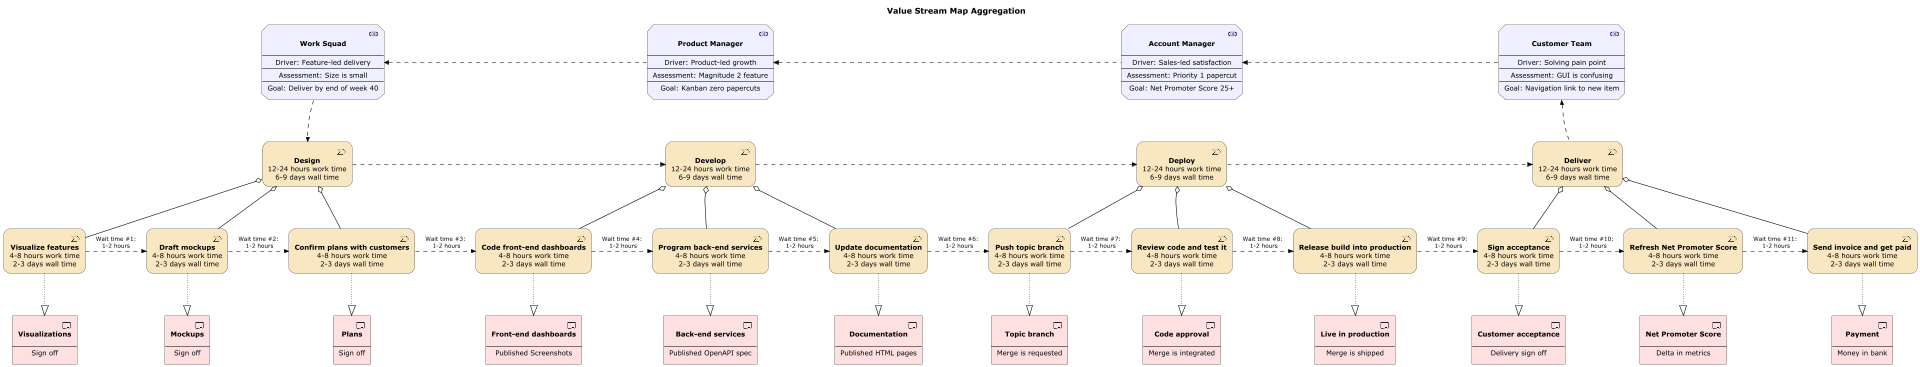 Value Stream Map Aggregation
Work Squad
Driver: Feature-led delivery
Assessment: Size is small
Goal: Deliver by end of week 40
Product Manager
Driver: Product-led growth
Assessment: Magnitude 2 feature
Goal: Kanban zero papercuts
Account Manager
Driver: Sales-led satisfaction
Assessment: Priority 1 papercut
Goal: Net Promoter Score 25+
Customer Team
Driver: Solving pain point
Assessment: GUI is confusing
Goal: Navigation link to new item
Design
12-24 hours work time
6-9 days wall time
Develop
12-24 hours work time
6-9 days wall time
Deploy
12-24 hours work time
6-9 days wall time
Deliver
12-24 hours work time
6-9 days wall time
Visualize features
4-8 hours work time
2-3 days wall time
Wait time #1:
1-2 hours
Draft mockups
4-8 hours work time
2-3 days wall time
Wait time #2:
1-2 hours
Confirm plans with customers
4-8 hours work time
2-3 days wall time
Wait time #3:
1-2 hours
Code front-end dashboards
4-8 hours work time
2-3 days wall time
Wait time #4:
1-2 hours
Program back-end services
4-8 hours work time
2-3 days wall time
Wait time #5:
1-2 hours
Update documentation
4-8 hours work time
2-3 days wall time
Wait time #6:
1-2 hours
Push topic branch
4-8 hours work time
2-3 days wall time
Wait time #7:
1-2 hours
Review code and test it
4-8 hours work time
2-3 days wall time
Wait time #8:
1-2 hours
Release build into production
4-8 hours work time
2-3 days wall time
Wait time #9:
1-2 hours
Sign acceptance
4-8 hours work time
2-3 days wall time
Wait time #10:
1-2 hours
Refresh Net Promoter Score
4-8 hours work time
2-3 days wall time
Wait time #11:
1-2 hours
Send invoice and get paid
4-8 hours work time
2-3 days wall time
Visualizations
Sign off
Mockups
Sign off
Plans
Sign off
Front-end dashboards
Published Screenshots
Back-end services
Published OpenAPI spec
Documentation
Published HTML pages
Topic branch
Merge is requested
Code approval
Merge is integrated
Live in production
Merge is shipped
Customer acceptance
Delivery sign off
Net Promoter Score
Delta in metrics
Payment
Money in bank